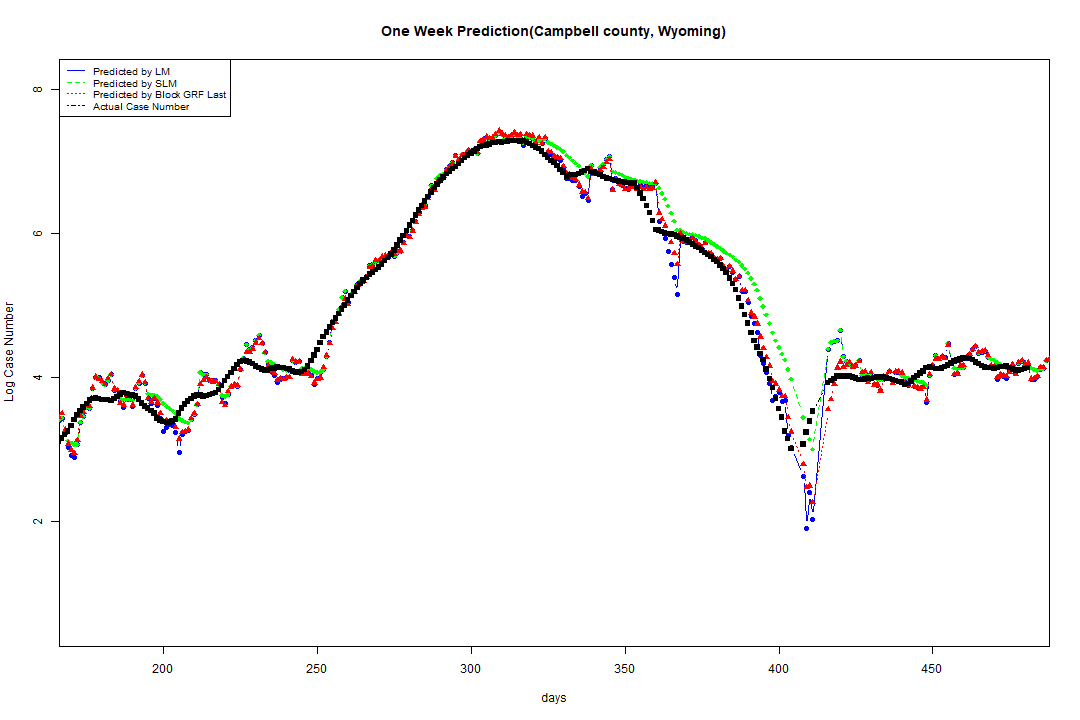 One Week Prediction(Campbell county, Wyoming)
Predicted by LM
Predicted by SLM
Predicted by Block GRF Last
Actual Case Number
8
6
4
2
Log Case Number
200 250 300 350 400 450
days